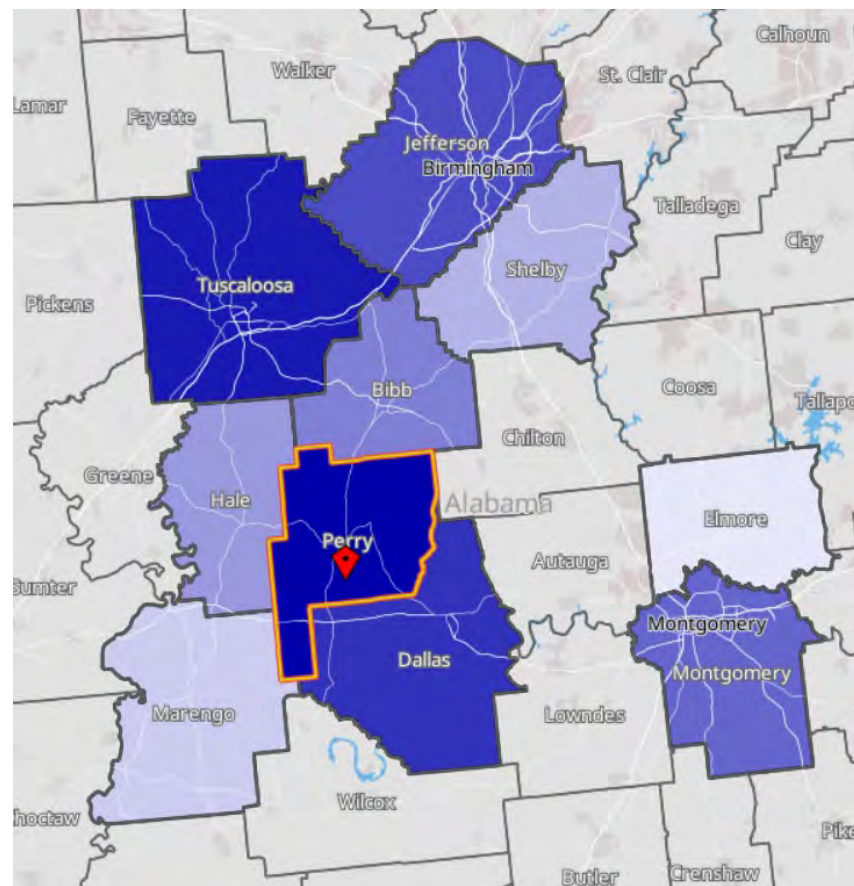 Calhoun
Walker
St. Clair
Lamar
Fayette
Jefferson
Birmingham
Talladega
Clay
Shelby
Tuscaloosa
Pickens
Bibb
Coosa
Tallapo
Chilton
Greene
Hale
Alabama
Elmore
Perry
Autauga
Sumter
Montgomery
Dallas
Montgomery
Marengo
Lowndes
Wilcox
hoctaw
Pike
Butler
Crenshaw